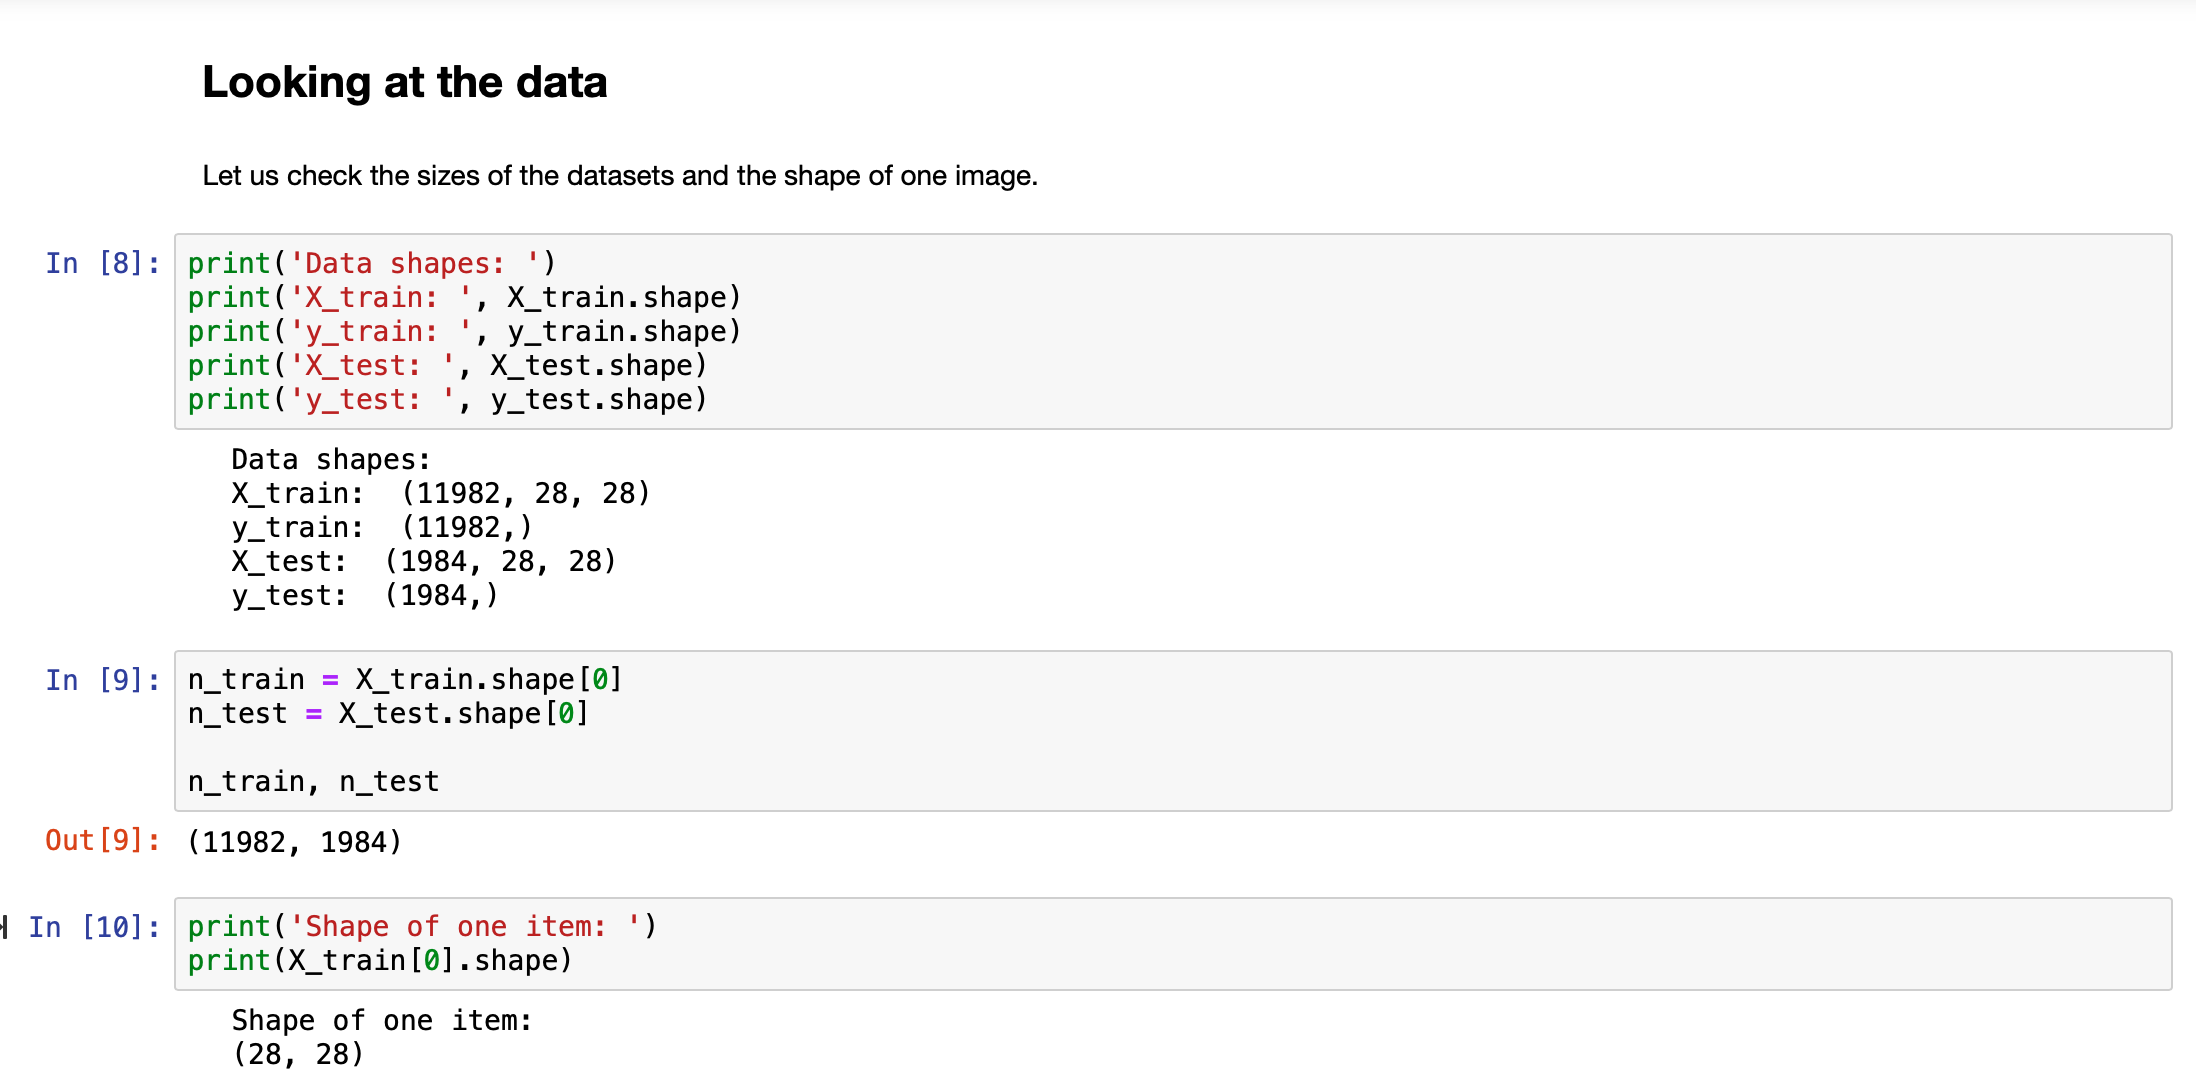 Looking at the data
Let us check the sizes of the datasets and the shape of one image.
In [8]:
print('Data shapes: ')
print('X_train: ', X_train.shape)
print('y_train: ', y_train.shape)
print('X_test: ', X_test.shape)
print('y_test: ', y_test.shape)
Data shapes:
X_train:  (11982, 28, 28)
y_train:  (11982,)
X_test:  (1984, 28, 28)
y_test:  (1984,)
In [9]:
n_train = X_train.shape[0]
n_test = X_test.shape[0]
n_train, n_test
Out[9]:
(11982, 1984)
In [10]:
print('Shape of one item: ')
print(X_train[0].shape)
Shape of one item:
(28, 28)